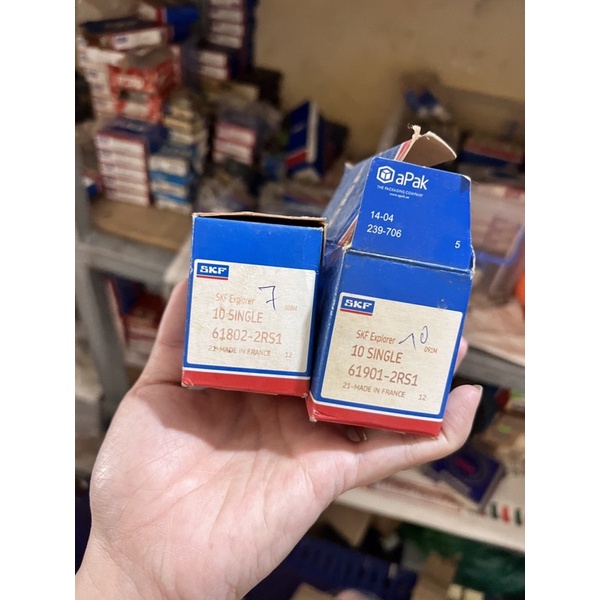 SKF
SKF Explorer
7
10 SINGLE
61802-2RS1
21-MADE IN FRANCE
12
aPak
THE PACKAGING COMPANY
14-04
239-706
5
SKF
SKF Explorer
10
093M
10 SINGLE
61901-2RS1
21-MADE IN FRANCE
12